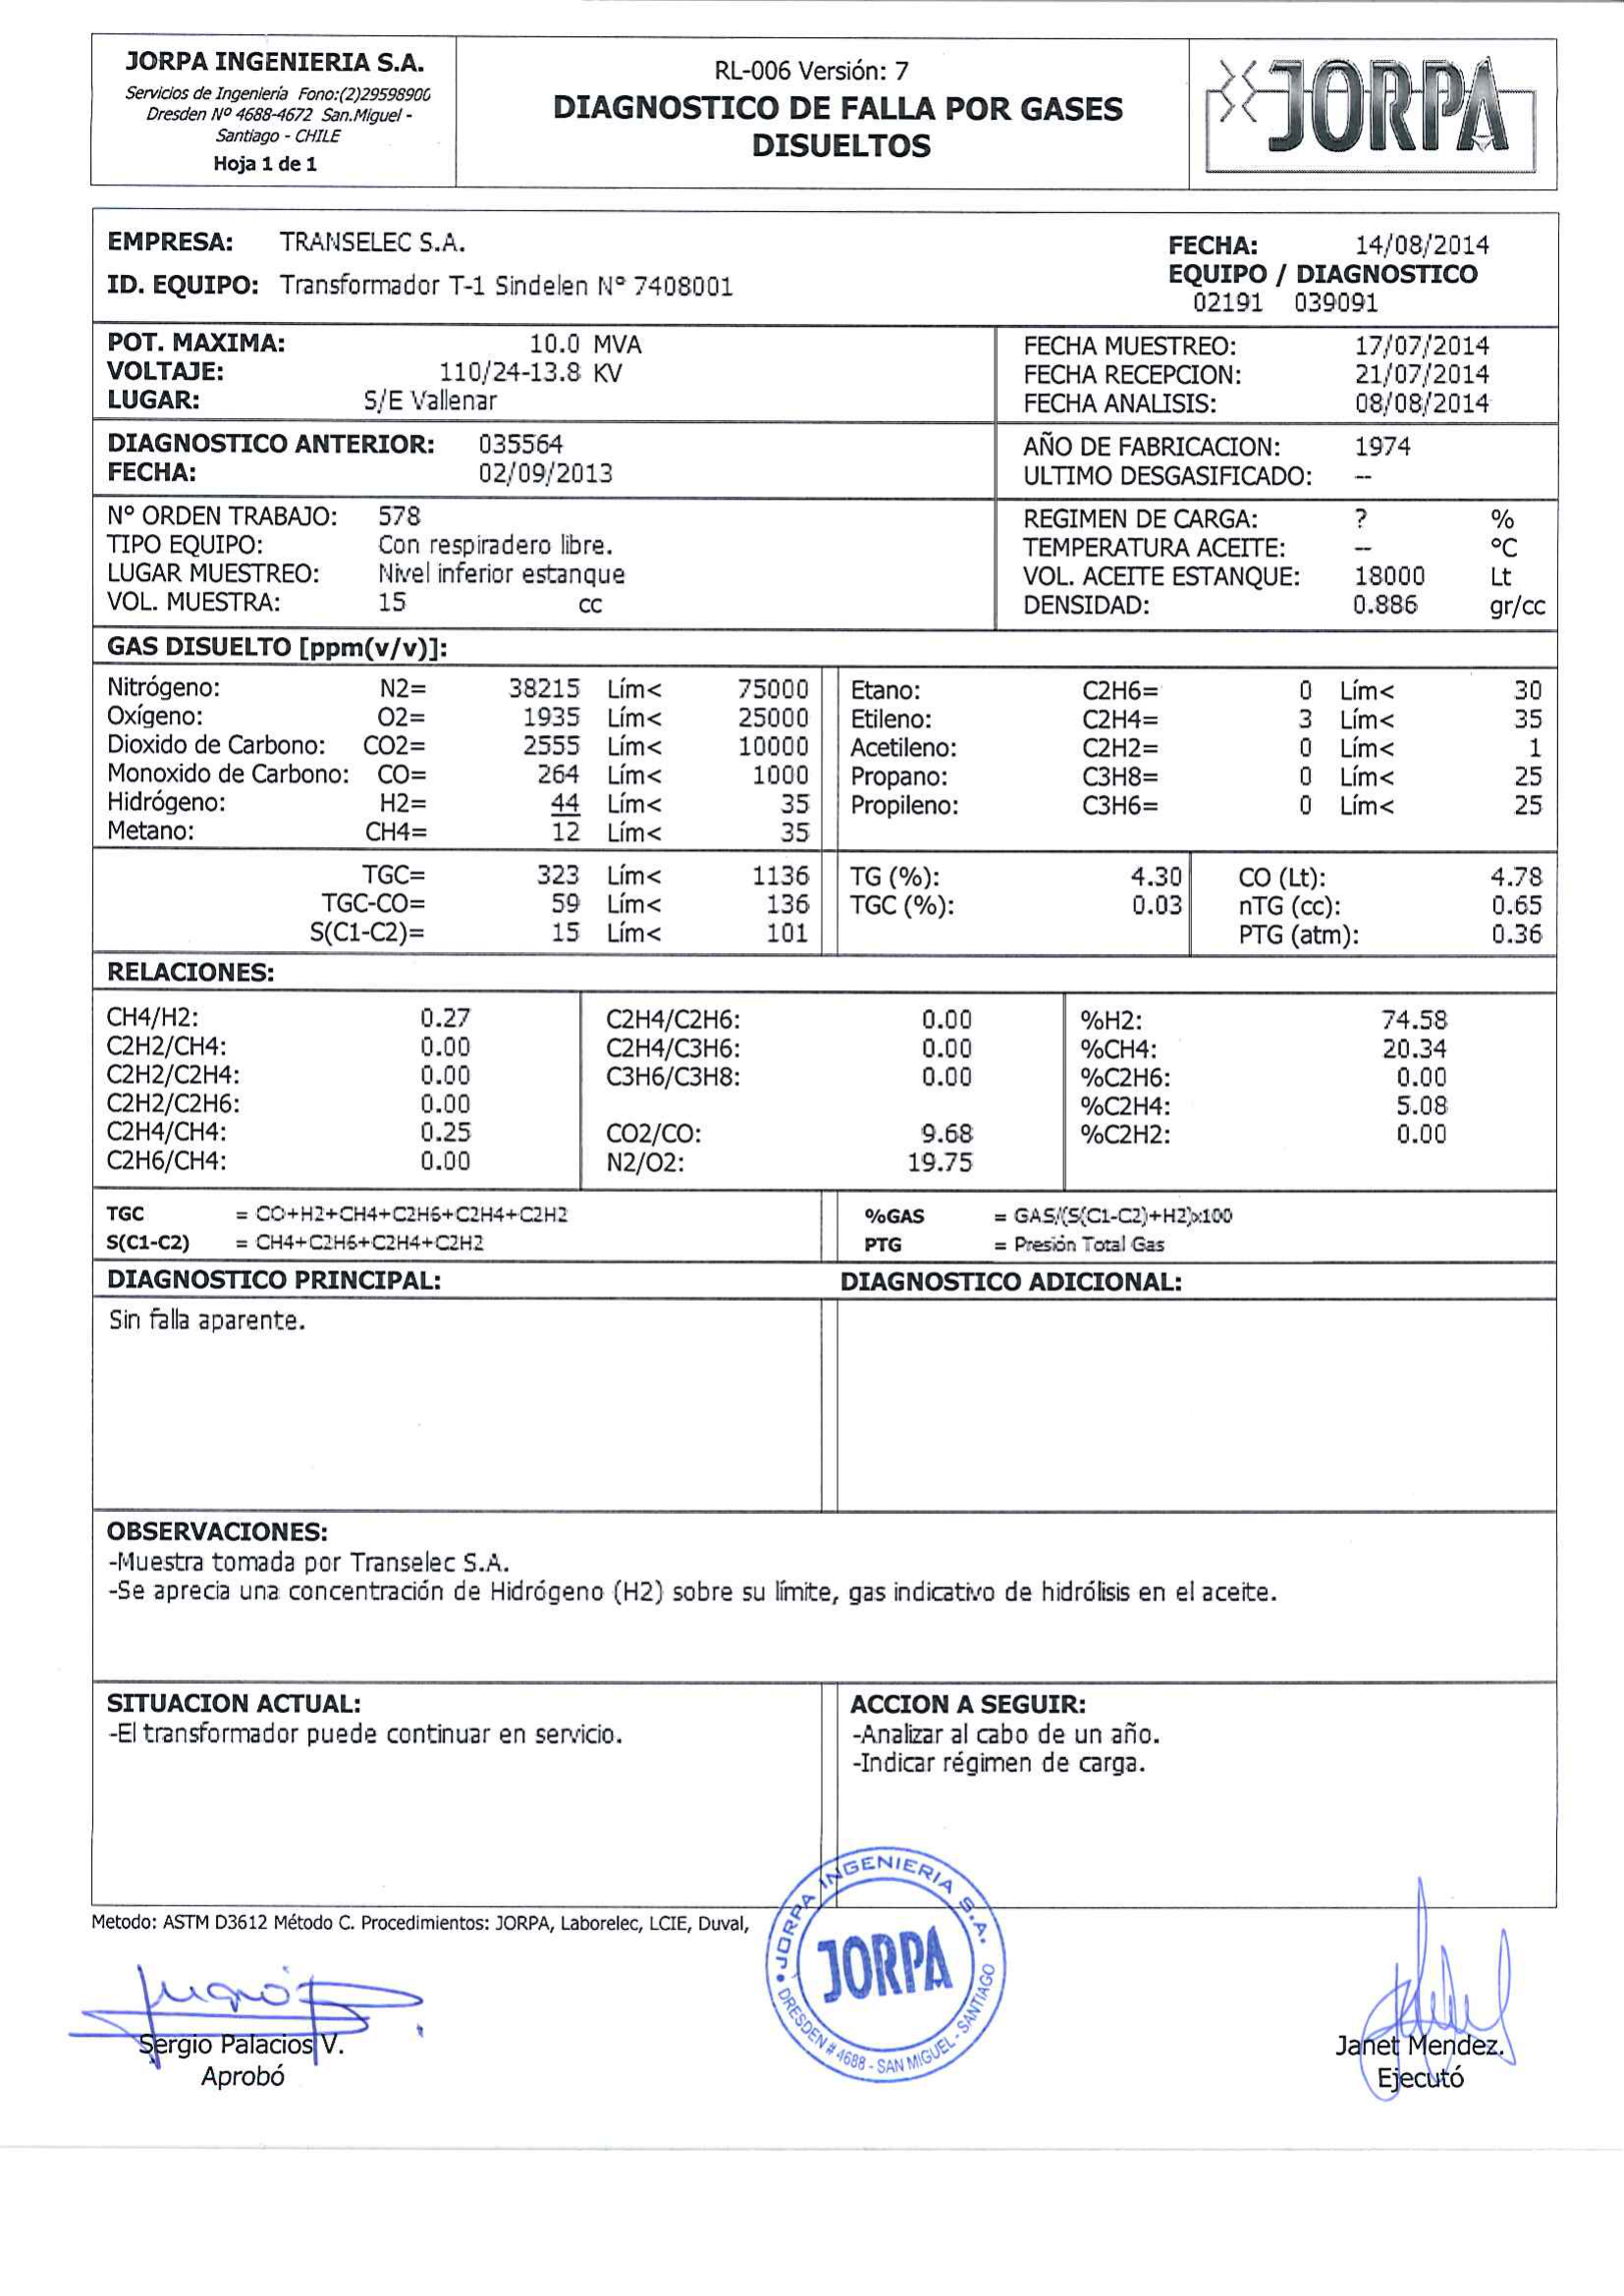 JORPA INGENIERIA S.A.
Servicios de Ingeniería Fono:(2)29598900
Dresden Nº 4688-4672 San.Miguel -
Santiago - CHILE
Hoja 1 de 1
RL-006 Versión: 7
DIAGNOSTICO DE FALLA POR GASES
DISUELTOS
JORPA
EMPRESA: TRANSELEC S.A.
ID. EQUIPO: Transformador T-1 Sindelen Nº 7408001
FECHA: 14/08/2014
EQUIPO / DIAGNOSTICO
02191 039091
POT. MAXIMA: 10.0 MVA
VOLTAJE: 110/24-13.8 KV
LUGAR: S/E Vallenar
FECHA MUESTREO: 17/07/2014
FECHA RECEPCION: 21/07/2014
FECHA ANALISIS: 08/08/2014
DIAGNOSTICO ANTERIOR: 035564
FECHA: 02/09/2013
AÑO DE FABRICACION: 1974
ULTIMO DESGASIFICADO: --
Nº ORDEN TRABAJO: 578
TIPO EQUIPO: Con respiradero libre.
LUGAR MUESTREO: Nivel inferior estanque
VOL. MUESTRA: 15 cc
REGIMEN DE CARGA: ? %
TEMPERATURA ACEITE: -- ºC
VOL. ACEITE ESTANQUE: 18000 Lt
DENSIDAD: 0.886 gr/cc
GAS DISUELTO [ppm(v/v)]:
Nitrógeno: N2= 38215 Lím< 75000
Oxígeno: O2= 1935 Lím< 25000
Dioxido de Carbono: CO2= 2555 Lím< 10000
Monoxido de Carbono: CO= 264 Lím< 1000
Hidrógeno: H2= 44 Lím< 35
Metano: CH4= 12 Lím< 35
Etano: C2H6= 0 Lím< 30
Etileno: C2H4= 3 Lím< 35
Acetileno: C2H2= 0 Lím< 1
Propano: C3H8= 0 Lím< 25
Propileno: C3H6= 0 Lím< 25
TGC= 323 Lím< 1136
TGC-CO= 59 Lím< 136
S(C1-C2)= 15 Lím< 101
TG (%): 4.30
TGC (%): 0.03
CO (Lt): 4.78
nTG (cc): 0.65
PTG (atm): 0.36
RELACIONES:
CH4/H2: 0.27
C2H2/CH4: 0.00
C2H2/C2H4: 0.00
C2H2/C2H6: 0.00
C2H4/CH4: 0.25
C2H6/CH4: 0.00
C2H4/C2H6: 0.00
C2H4/C3H6: 0.00
C3H6/C3H8: 0.00
CO2/CO: 9.68
N2/O2: 19.75
%H2: 74.58
%CH4: 20.34
%C2H6: 0.00
%C2H4: 5.08
%C2H2: 0.00
TGC = CO+H2+CH4+C2H6+C2H4+C2H2
S(C1-C2) = CH4+C2H6+C2H4+C2H2
%GAS = GAS/(S(C1-C2)+H2)x100
PTG = Presión Total Gas
DIAGNOSTICO PRINCIPAL:
Sin falla aparente.
DIAGNOSTICO ADICIONAL:
OBSERVACIONES:
-Muestra tomada por Transelec S.A.
-Se aprecia una concentración de Hidrógeno (H2) sobre su límite, gas indicativo de hidrólisis en el aceite.
SITUACION ACTUAL:
-El transformador puede continuar en servicio.
ACCION A SEGUIR:
-Analizar al cabo de un año.
-Indicar régimen de carga.
Metodo: ASTM D3612 Método C. Procedimientos: JORPA, Laborelec, LCIE, Duval,
JORPA INGENIERIA S.A.
JORPA
DRESDEN # 4688 - SAN MIGUEL - SANTIAGO
Sergio Palacios V.
Aprobó
Janet Mendez.
Ejecutó